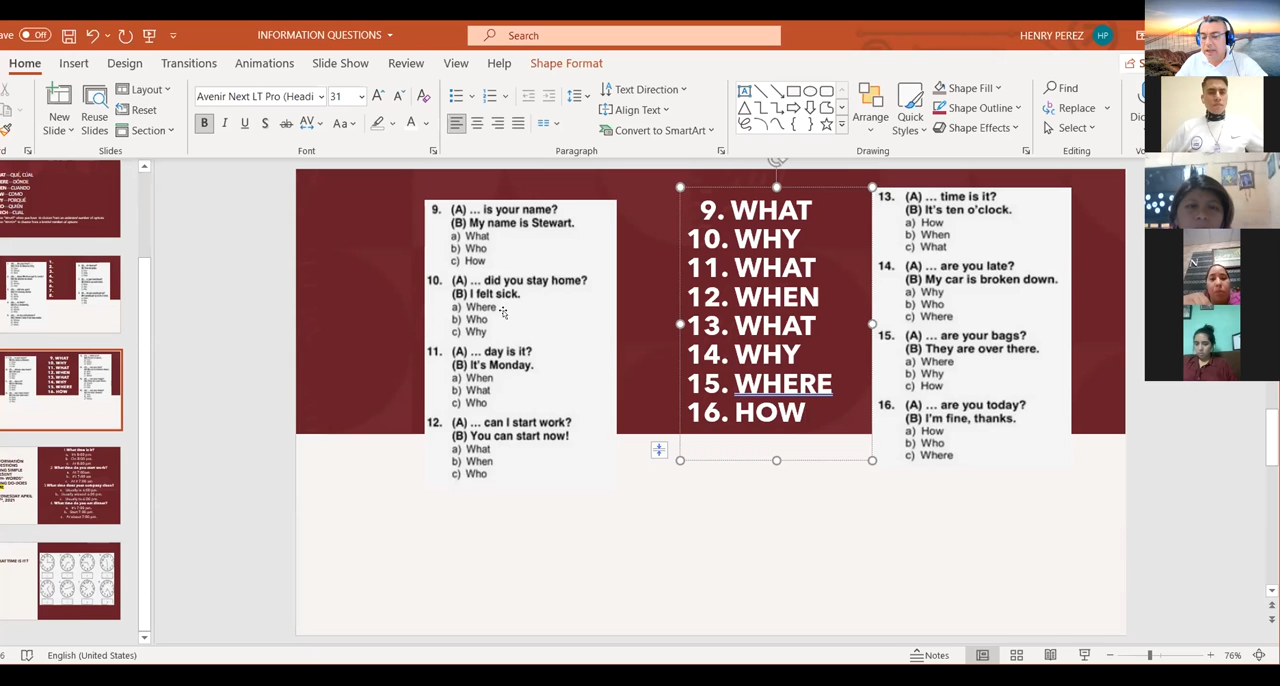 ave Off INFORMATION QUESTIONS Search HENRY PEREZ HP
Home Insert Design Transitions Animations Slide Show Review View Help Shape Format
New Slide
Reuse Slides
Layout
Reset
Section
Slides
Avenir Next LT Pro (Headi 31
B I U S ab AV Aa
Font
Text Direction
Align Text
Convert to SmartArt
Paragraph
Arrange
Quick Styles
Shape Fill
Shape Outline
Shape Effects
Drawing
Find
Replace
Select
Editing
9. (A) ... is your name?
(B) My name is Stewart.
a) What
b) Who
c) How
10. (A) ... did you stay home?
(B) I felt sick.
a) Where
b) Who
c) Why
11. (A) ... day is it?
(B) It's Monday.
a) When
b) What
c) Who
12. (A) ... can I start work?
(B) You can start now!
a) What
b) When
c) Who
9. WHAT
10. WHY
11. WHAT
12. WHEN
13. WHAT
14. WHY
15. WHERE
16. HOW
13. (A) ... time is it?
(B) It's ten o'clock.
a) How
b) When
c) What
14. (A) ... are you late?
(B) My car is broken down.
a) Why
b) Who
c) Where
15. (A) ... are your bags?
(B) They are over there.
a) Where
b) Why
c) How
16. (A) ... are you today?
(B) I'm fine, thanks.
a) How
b) Who
c) Where
English (United States) Notes 76%